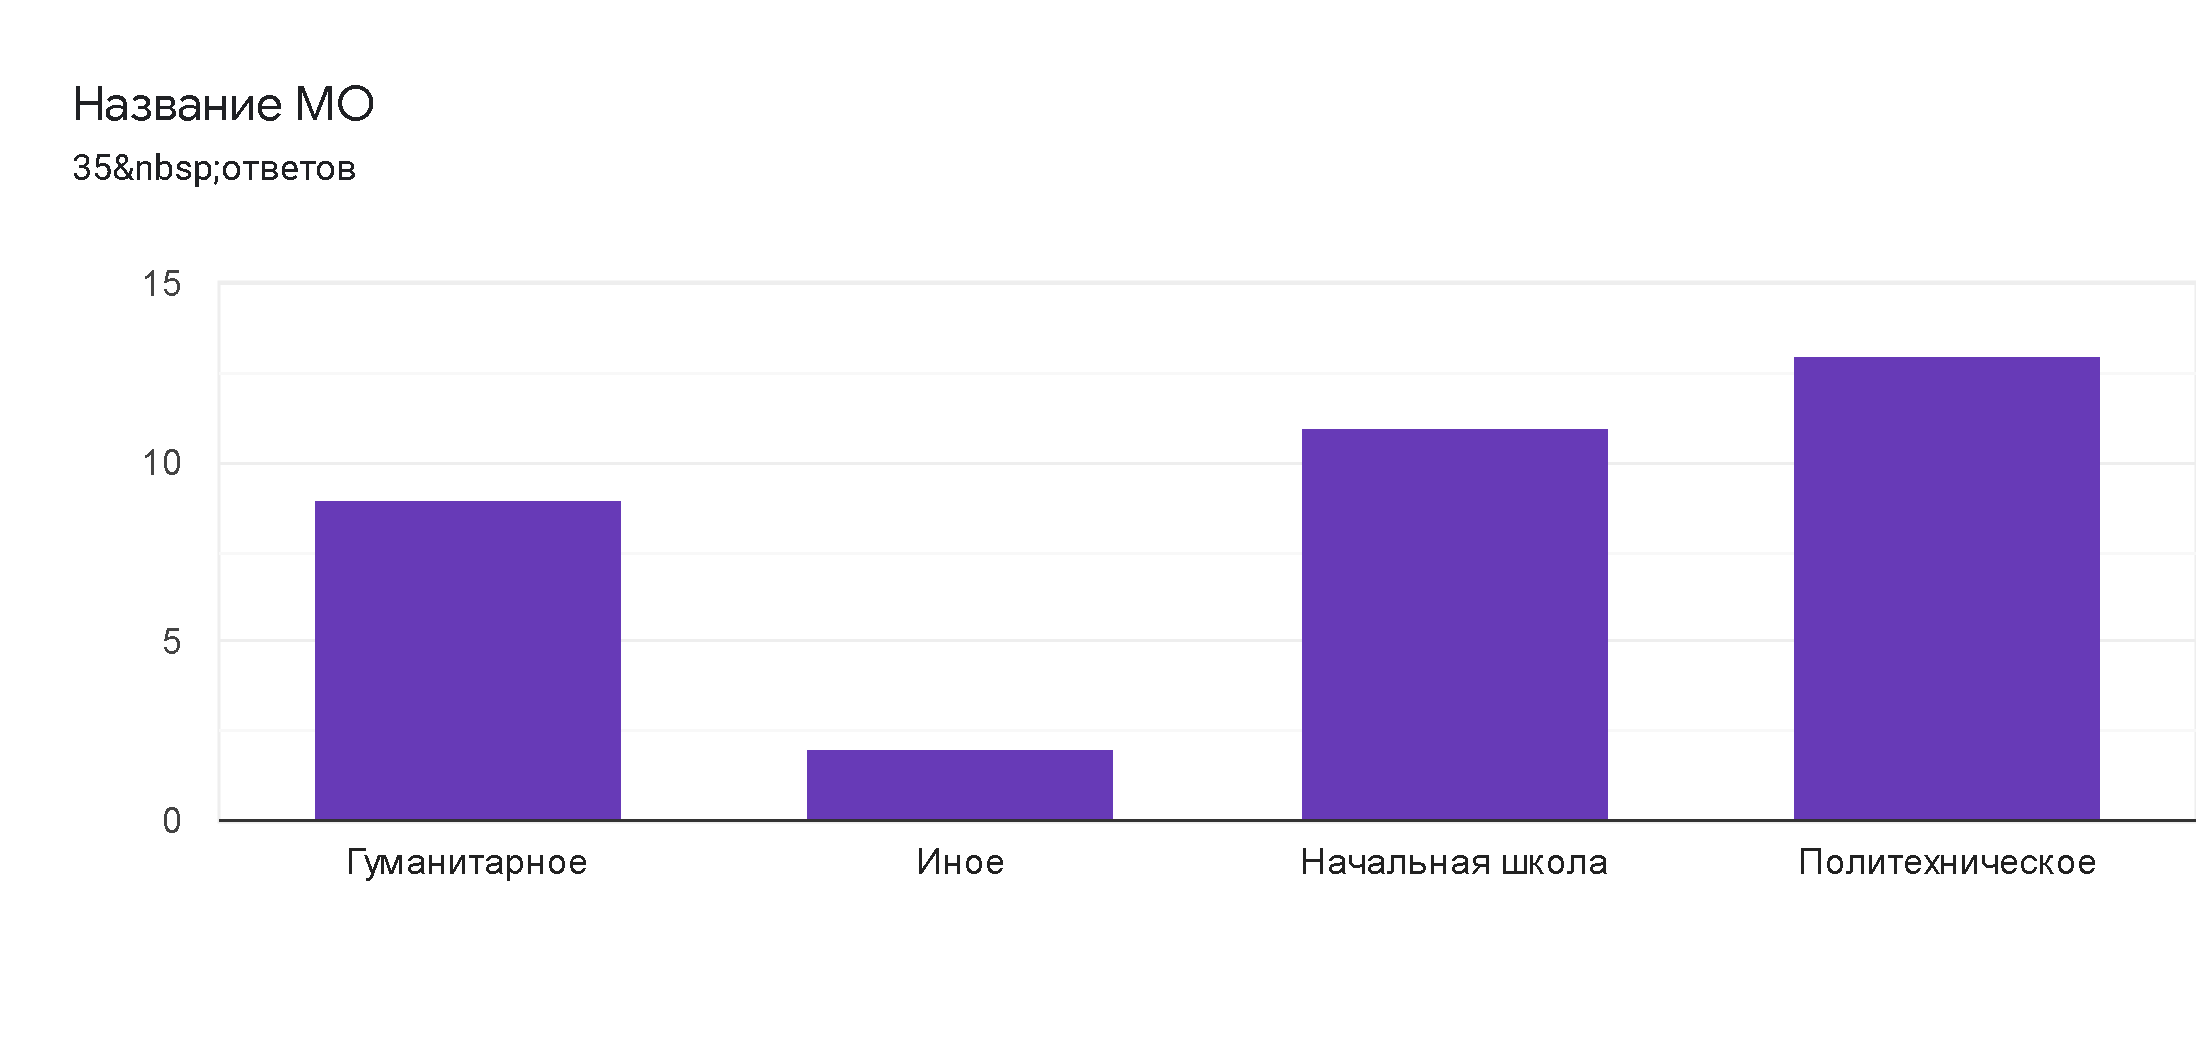 Название МО
35&nbsp;ответов
15
10
5
0
Гуманитарное
Иное
Начальная школа
Политехническое